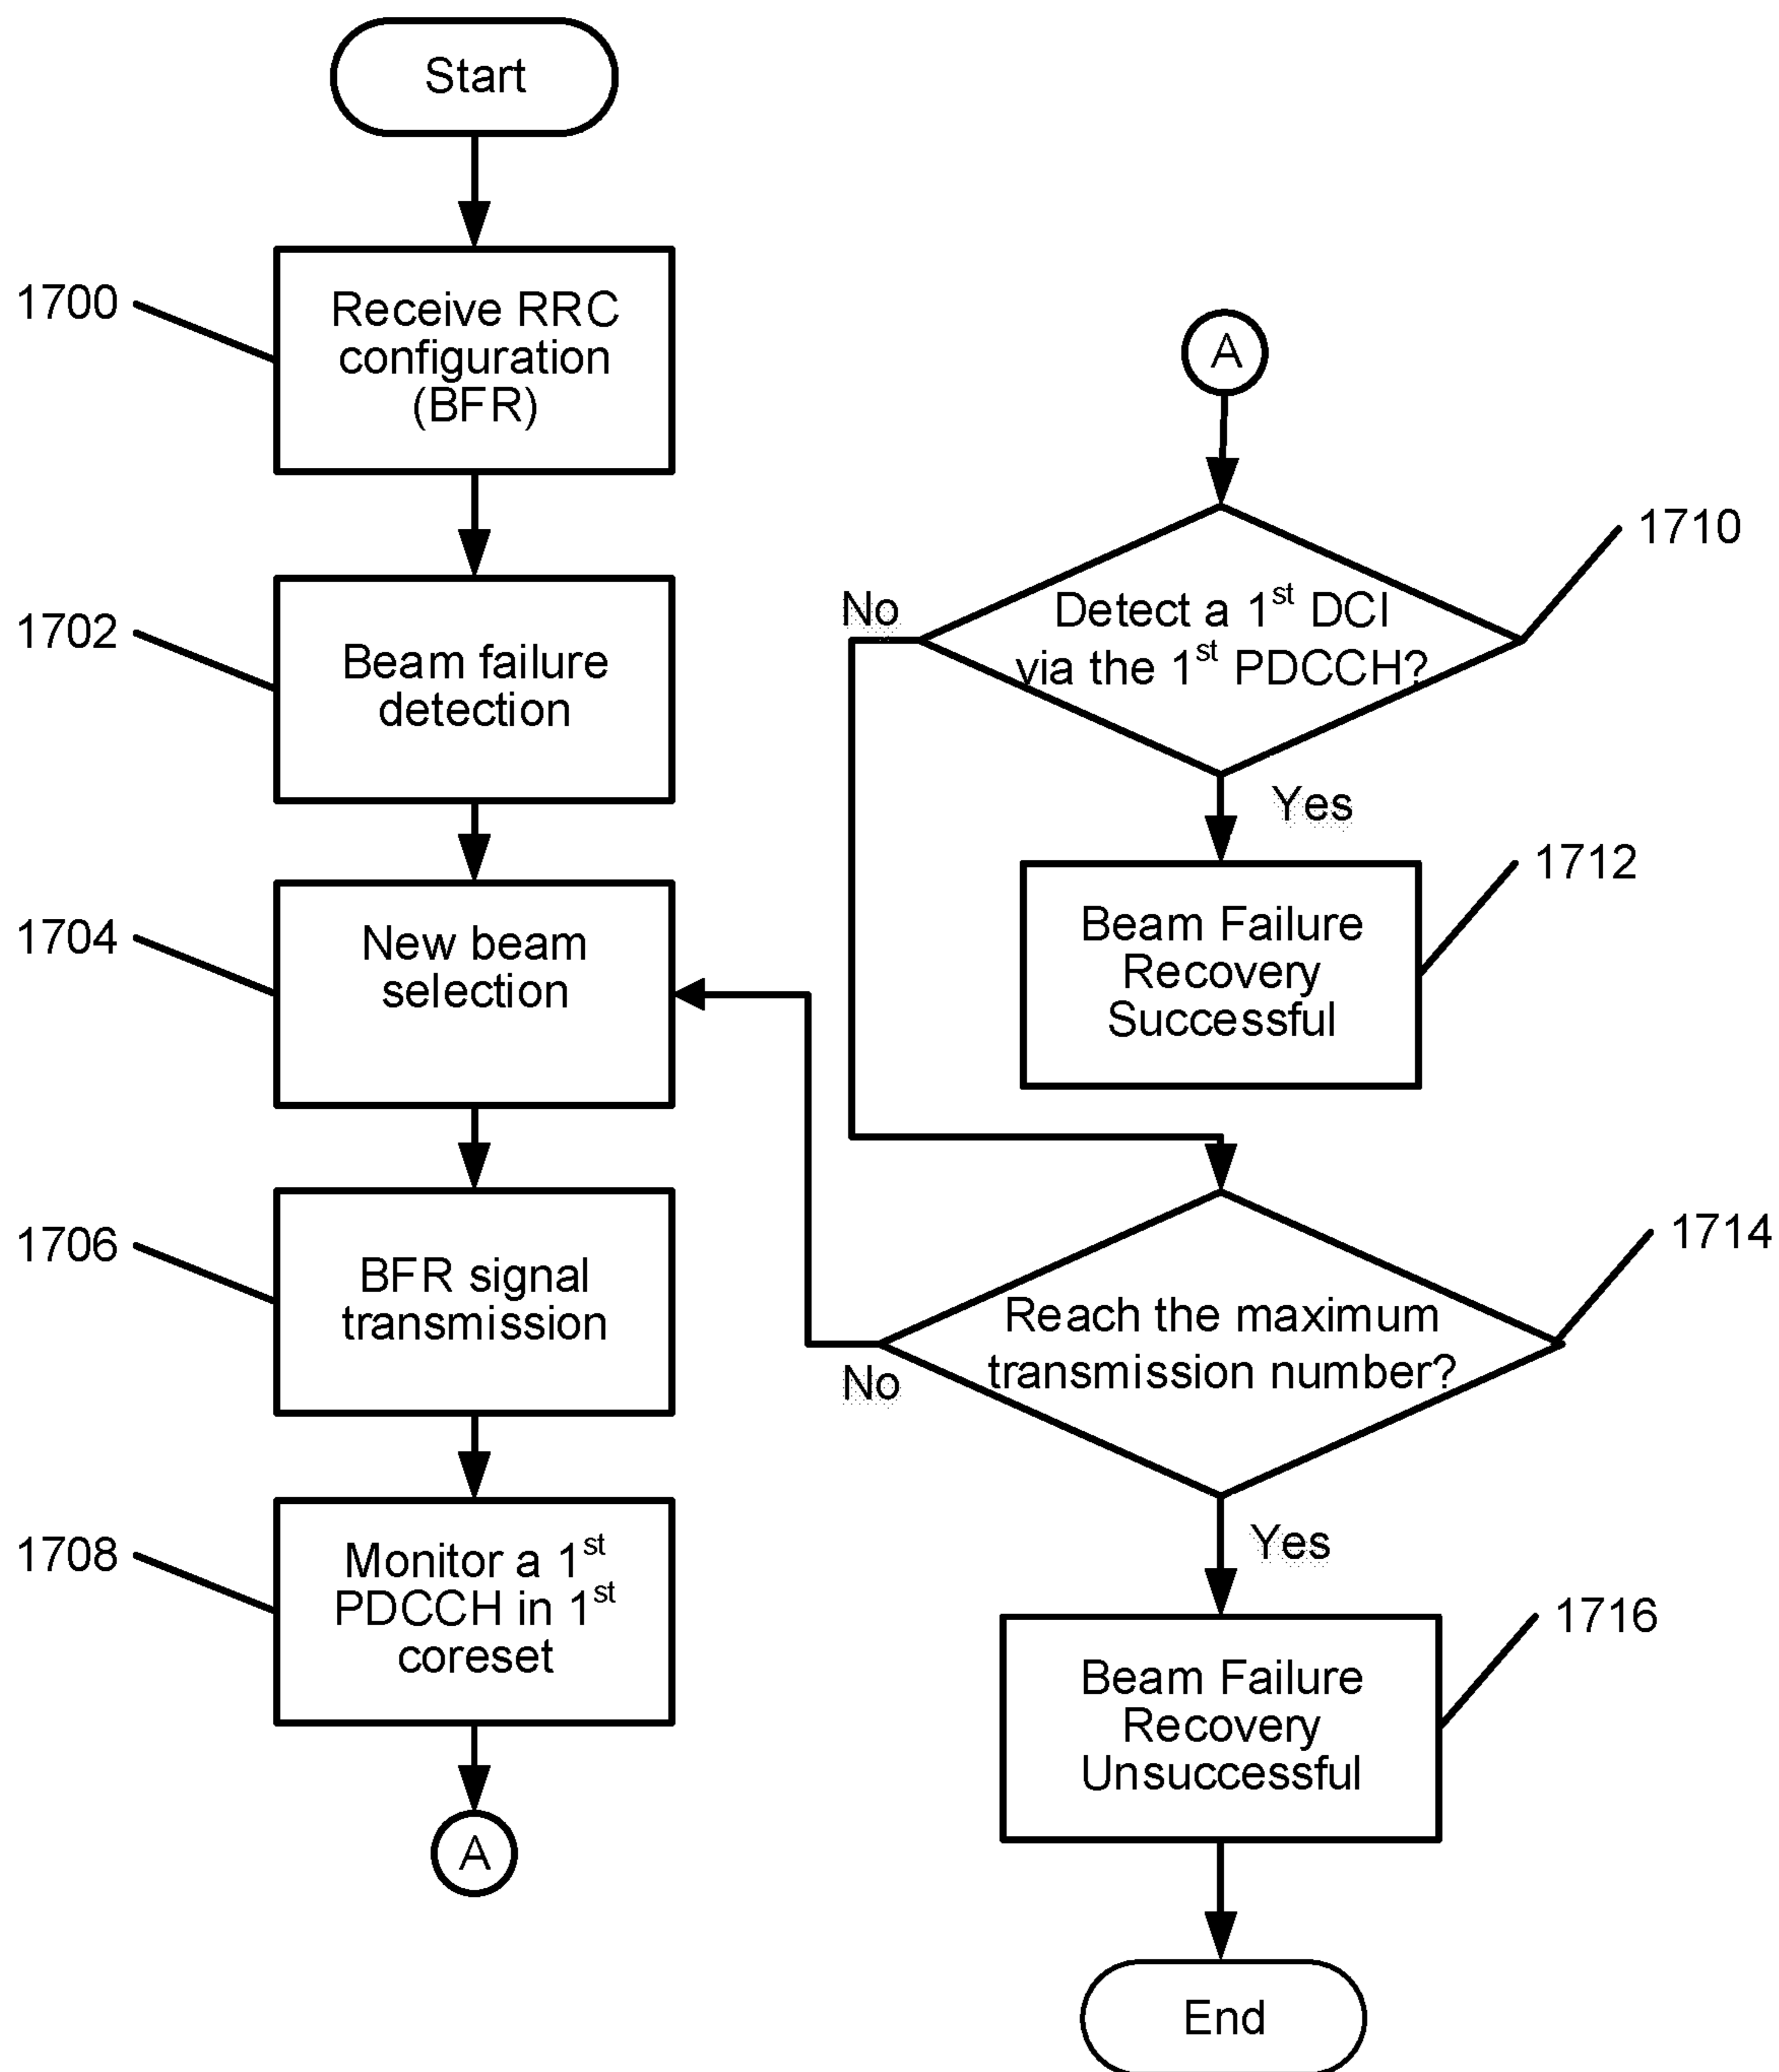 Start
1700
Receive RRC
configuration
(BFR)
1702
Beam failure
detection
1704
New beam
selection
1706
BFR signal
transmission
1708
Monitor a 1st
PDCCH in 1st
coreset
A
A
1710
Detect a 1st DCI
via the 1st PDCCH?
No
Yes
1712
Beam Failure
Recovery
Successful
1714
Reach the maximum
transmission number?
No
Yes
1716
Beam Failure
Recovery
Unsuccessful
End